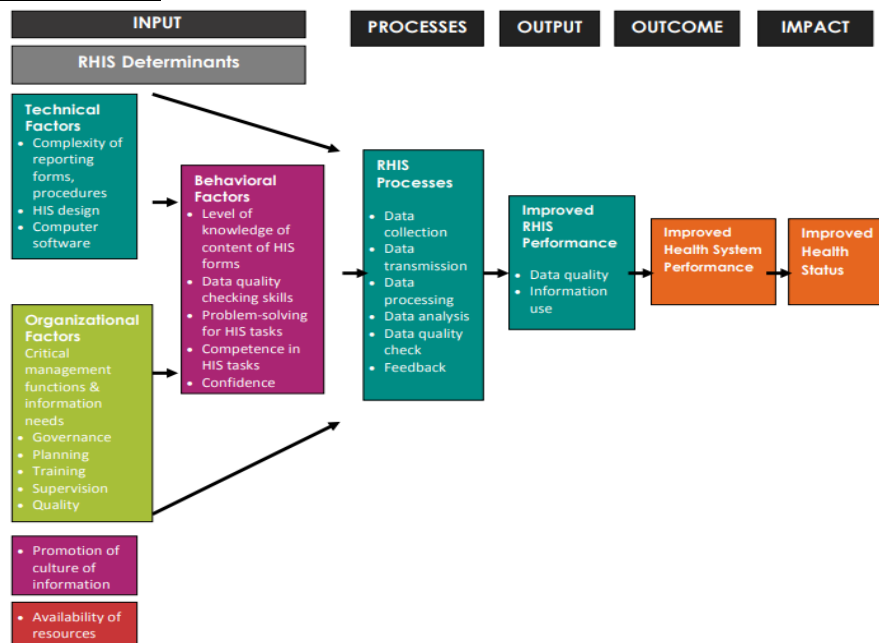 INPUT
PROCESSES
OUTPUT
OUTCOME
IMPACT
RHIS Determinants
Technical
Factors
• Complexity of
reporting
forms,
procedures
• HIS design
• Computer
software
Behavioral
Factors
• Level of
knowledge of
content of HIS
forms
• Data quality
checking skills
• Problem-solving
for HIS tasks
• Competence in
HIS tasks
• Confidence
Organizational
Factors
Critical
management
functions &
information
needs
• Governance
• Planning
• Training
• Supervision
• Quality
• Promotion of
culture of
information
• Availability of
resources
RHIS
Processes
• Data
collection
• Data
transmission
• Data
processing
• Data analysis
• Data quality
check
• Feedback
Improved
RHIS
Performance
• Data quality
• Information
use
Improved
Health System
Performance
Improved
Health
Status